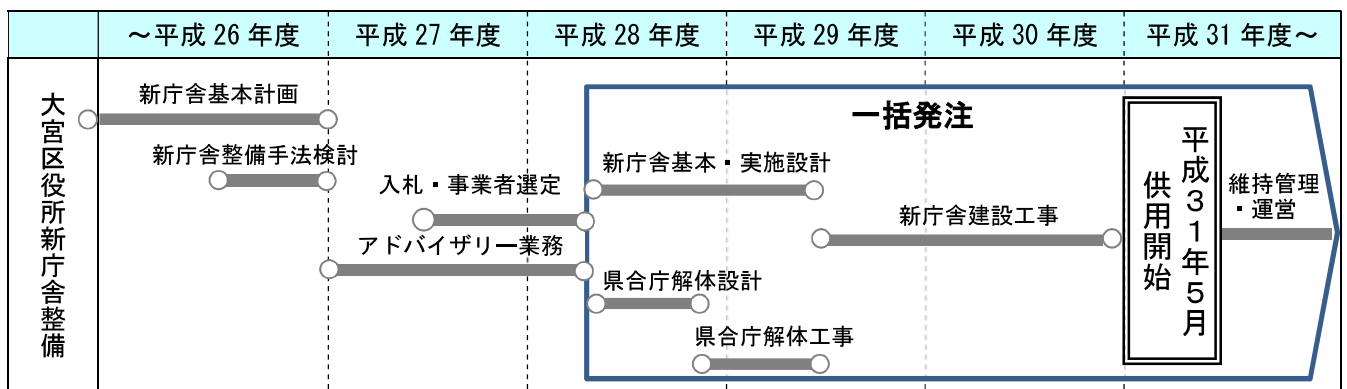 ～平成 26 年度
平成 27 年度
平成 28 年度
平成 29 年度
平成 30 年度
平成 31 年度～
大宮区役所新庁舎整備
新庁舎基本計画
新庁舎整備手法検討
入札・事業者選定
アドバイザリー業務
一括発注
新庁舎基本・実施設計
新庁舎建設工事
県合庁解体設計
県合庁解体工事
平成３１年５月
供用開始
維持管理
・運営